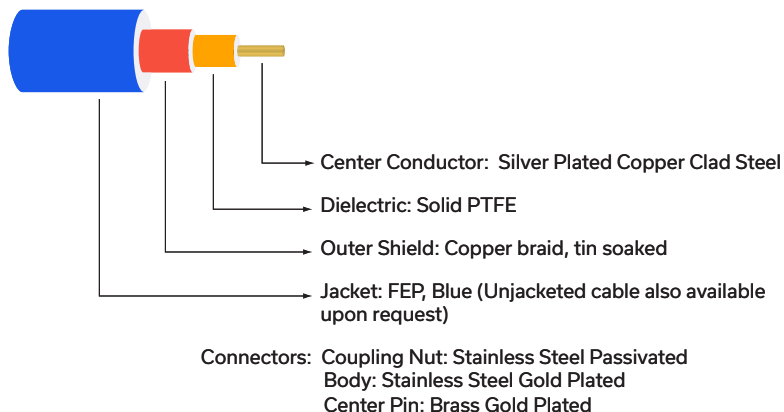 Center Conductor: Silver Plated Copper Clad Steel
Dielectric: Solid PTFE
Outer Shield: Copper braid, tin soaked
Jacket: FEP, Blue (Unjacketed cable also available
upon request)
Connectors: Coupling Nut: Stainless Steel Passivated
Body: Stainless Steel Gold Plated
Center Pin: Brass Gold Plated